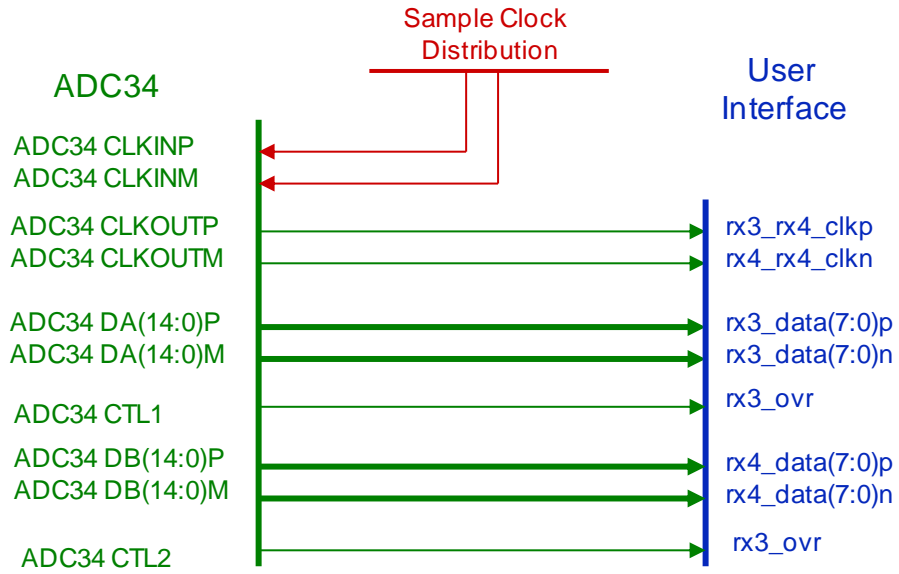 Sample Clock
Distribution
ADC34
User
Interface
ADC34 CLKINP
ADC34 CLKINM
ADC34 CLKOUTP
rx3_rx4_clkp
ADC34 CLKOUTM
rx4_rx4_clkn
ADC34 DA(14:0)P
rx3_data(7:0)p
ADC34 DA(14:0)M
rx3_data(7:0)n
ADC34 CTL1
rx3_ovr
ADC34 DB(14:0)P
rx4_data(7:0)p
ADC34 DB(14:0)M
rx4_data(7:0)n
ADC34 CTL2
rx3_ovr